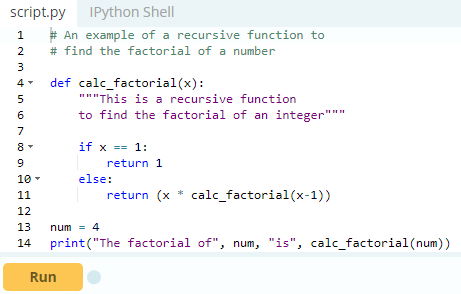 script.py IPython Shell
1 # An example of a recursive function to
2 # find the factorial of a number
3
4 def calc_factorial(x):
5 """This is a recursive function
6 to find the factorial of an integer"""
7
8 if x == 1:
9 return 1
10 else:
11 return (x * calc_factorial(x-1))
12
13 num = 4
14 print("The factorial of", num, "is", calc_factorial(num))
Run